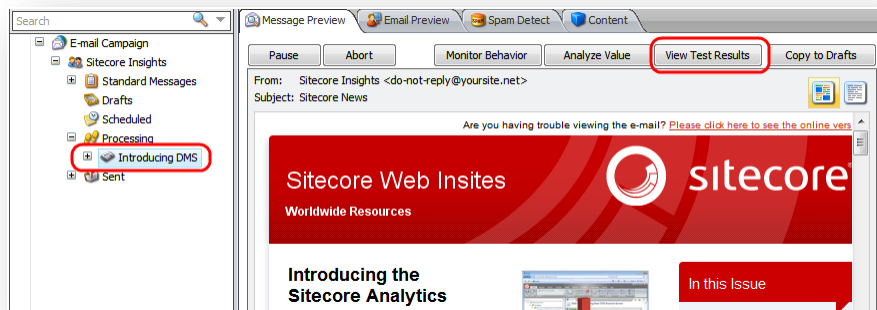 Search
E-mail Campaign
Sitecore Insights
Standard Messages
Drafts
Scheduled
Processing
Introducing DMS
Sent
Message Preview Email Preview Spam Detect Content
Pause Abort Monitor Behavior Analyze Value View Test Results Copy to Drafts
From: Sitecore Insights <do-not-reply@yoursite.net>
Subject: Sitecore News
Are you having trouble viewing the e-mail? Please click here to see the online vers
Sitecore Web Insites
sitecore
Worldwide Resources
Introducing the
Sitecore Analytics
In this Issue